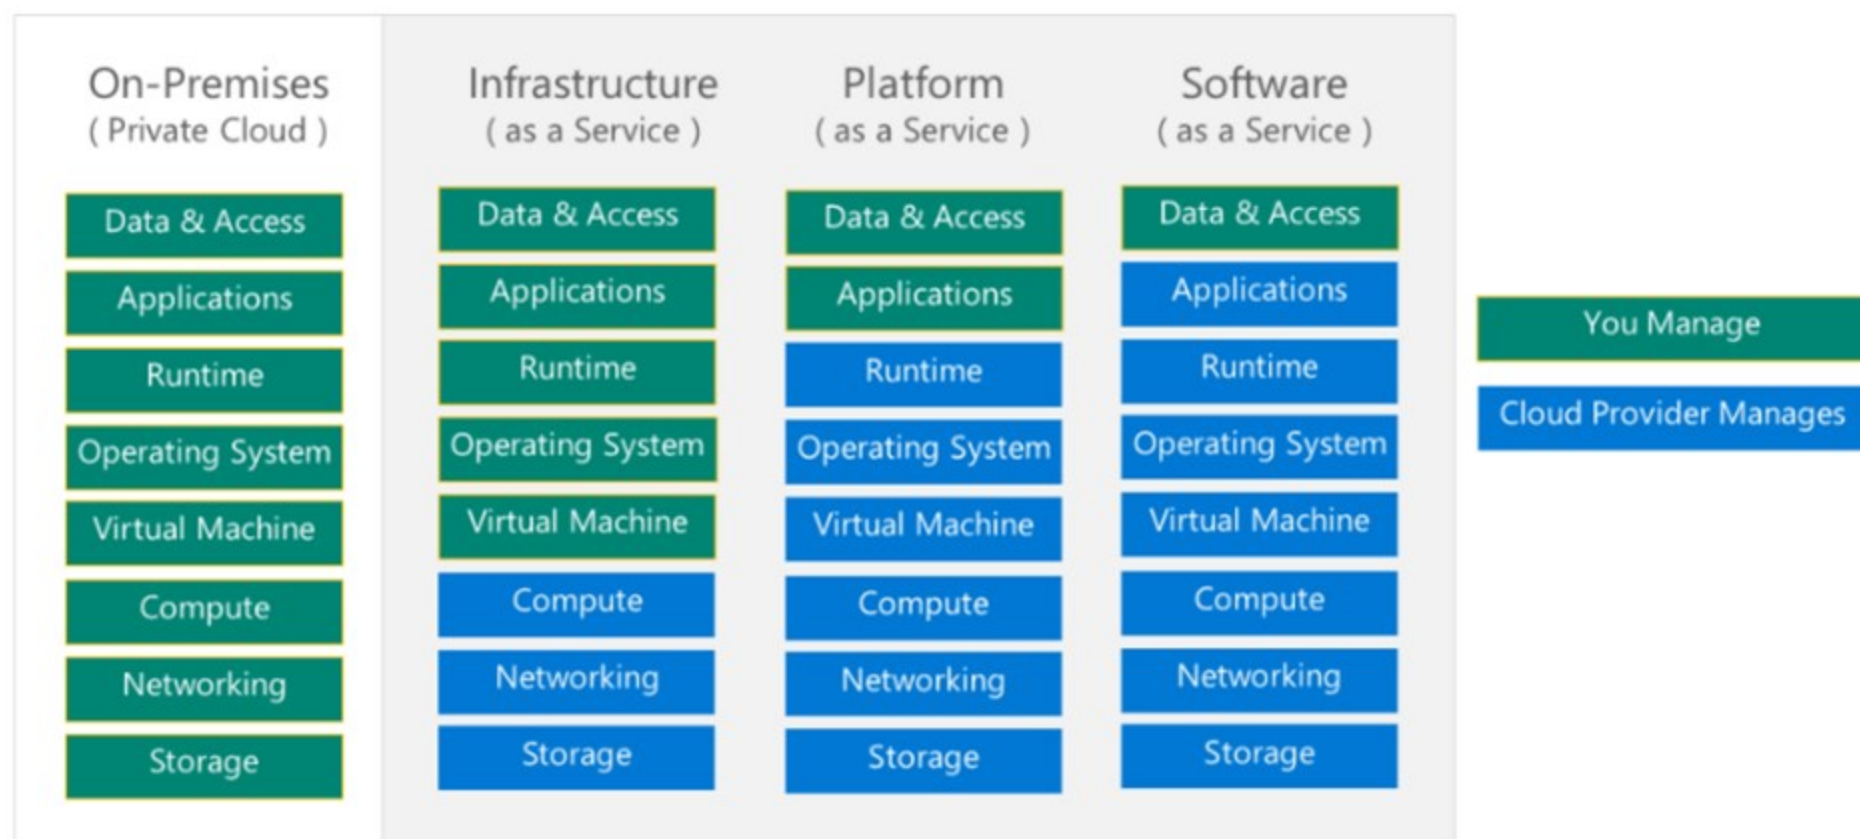 On-Premises
( Private Cloud )
Data & Access
Applications
Runtime
Operating System
Virtual Machine
Compute
Networking
Storage
Infrastructure
( as a Service )
Data & Access
Applications
Runtime
Operating System
Virtual Machine
Compute
Networking
Storage
Platform
( as a Service )
Data & Access
Applications
Runtime
Operating System
Virtual Machine
Compute
Networking
Storage
Software
( as a Service )
Data & Access
Applications
Runtime
Operating System
Virtual Machine
Compute
Networking
Storage
You Manage
Cloud Provider Manages